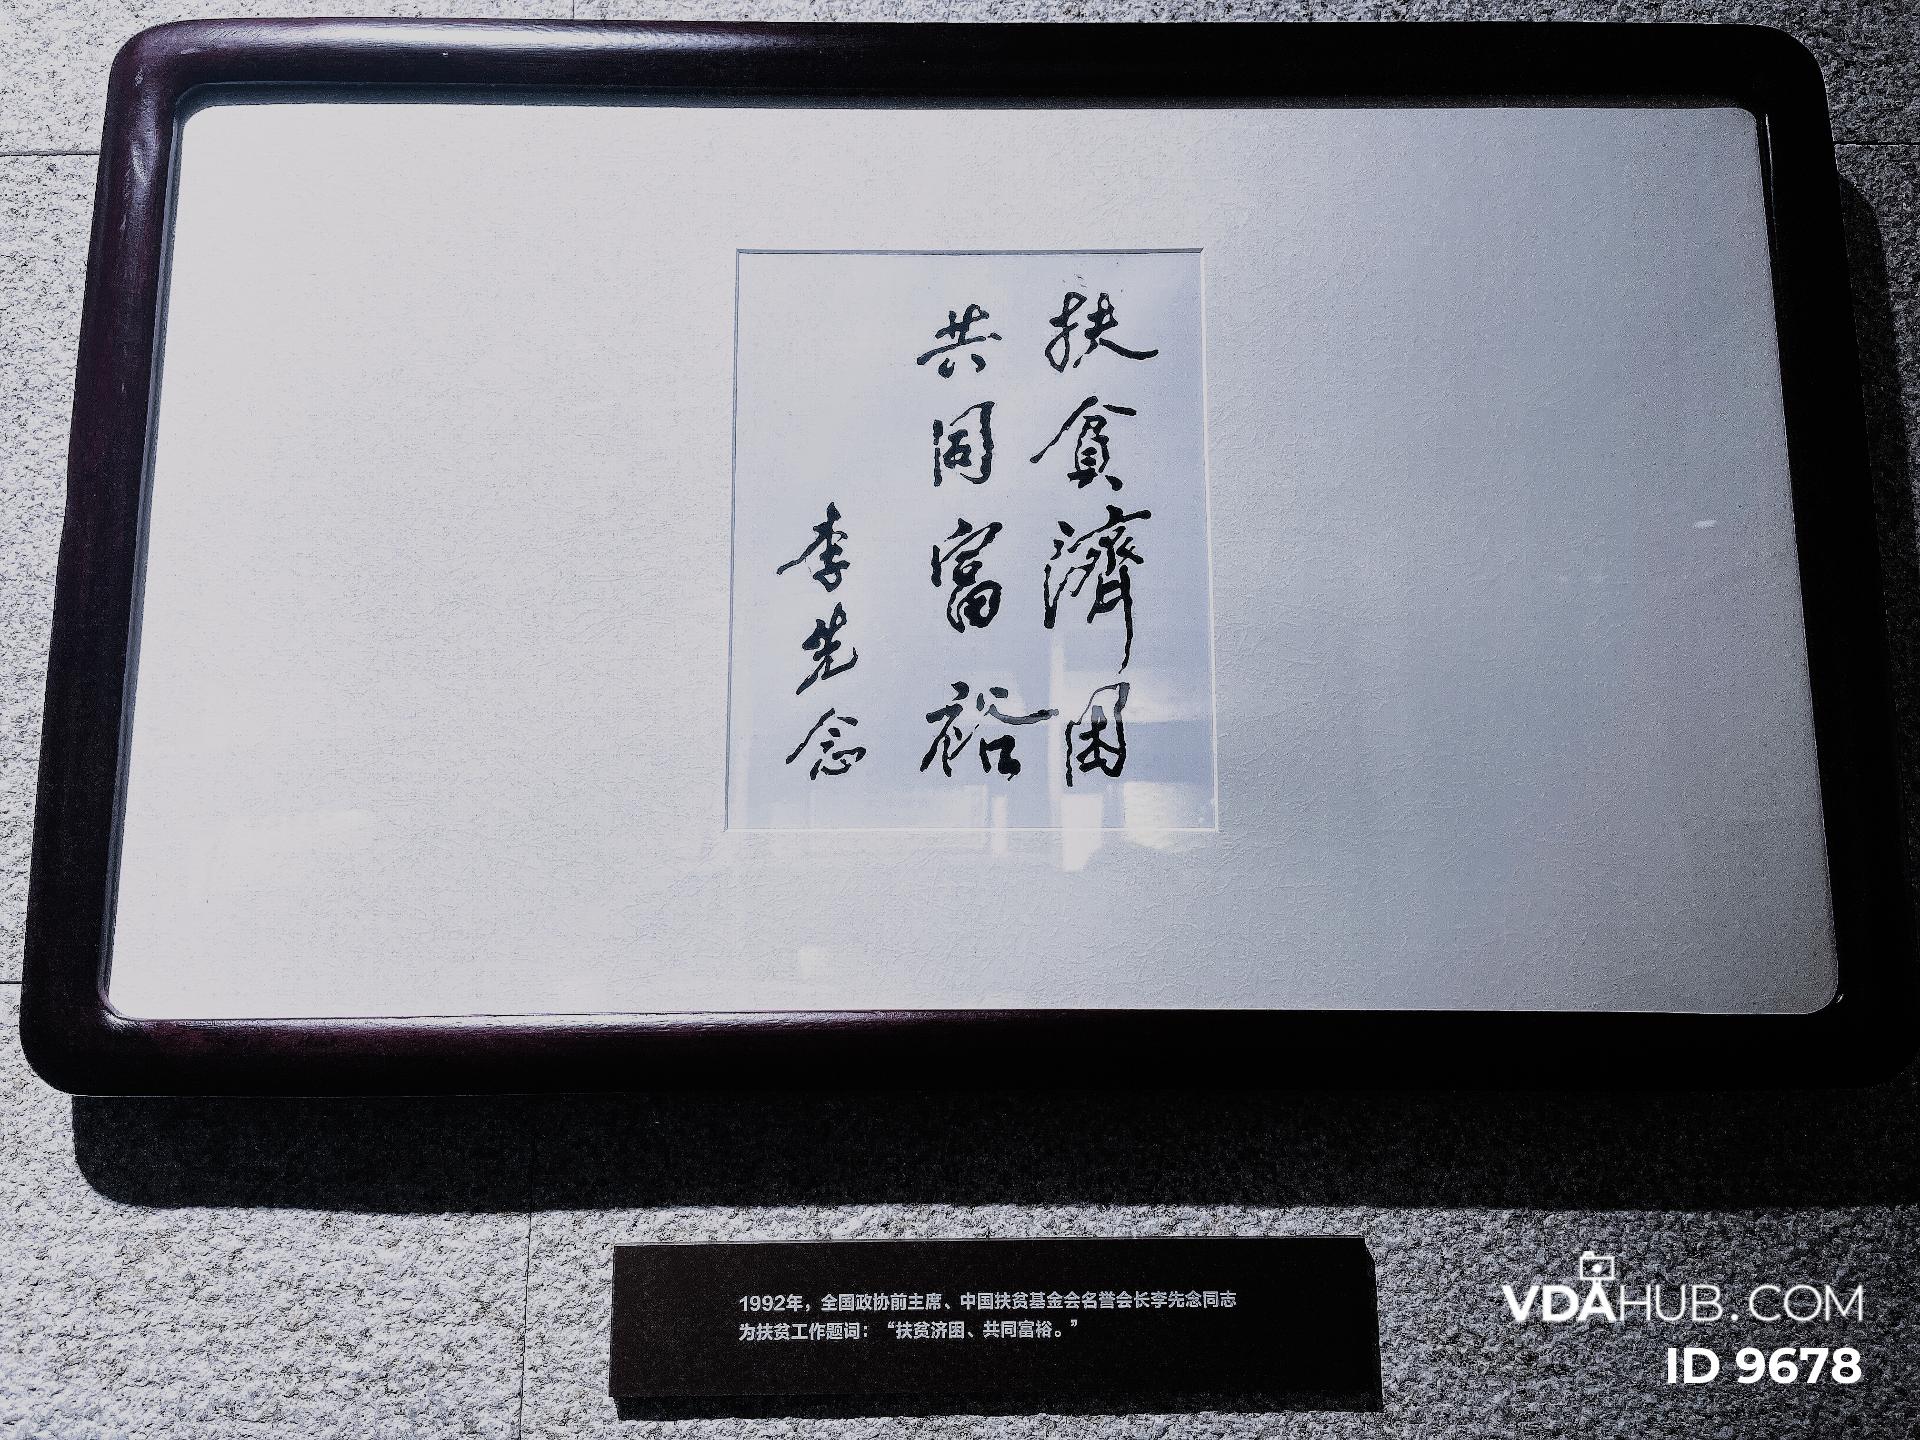 扶貧濟困
共同富裕
李先念
1992年，全国政协前主席、中国扶贫基金会名誉会长李先念同志
为扶贫工作题词：“扶贫济困、共同富裕。”
VDAHUB.COM
ID 9678